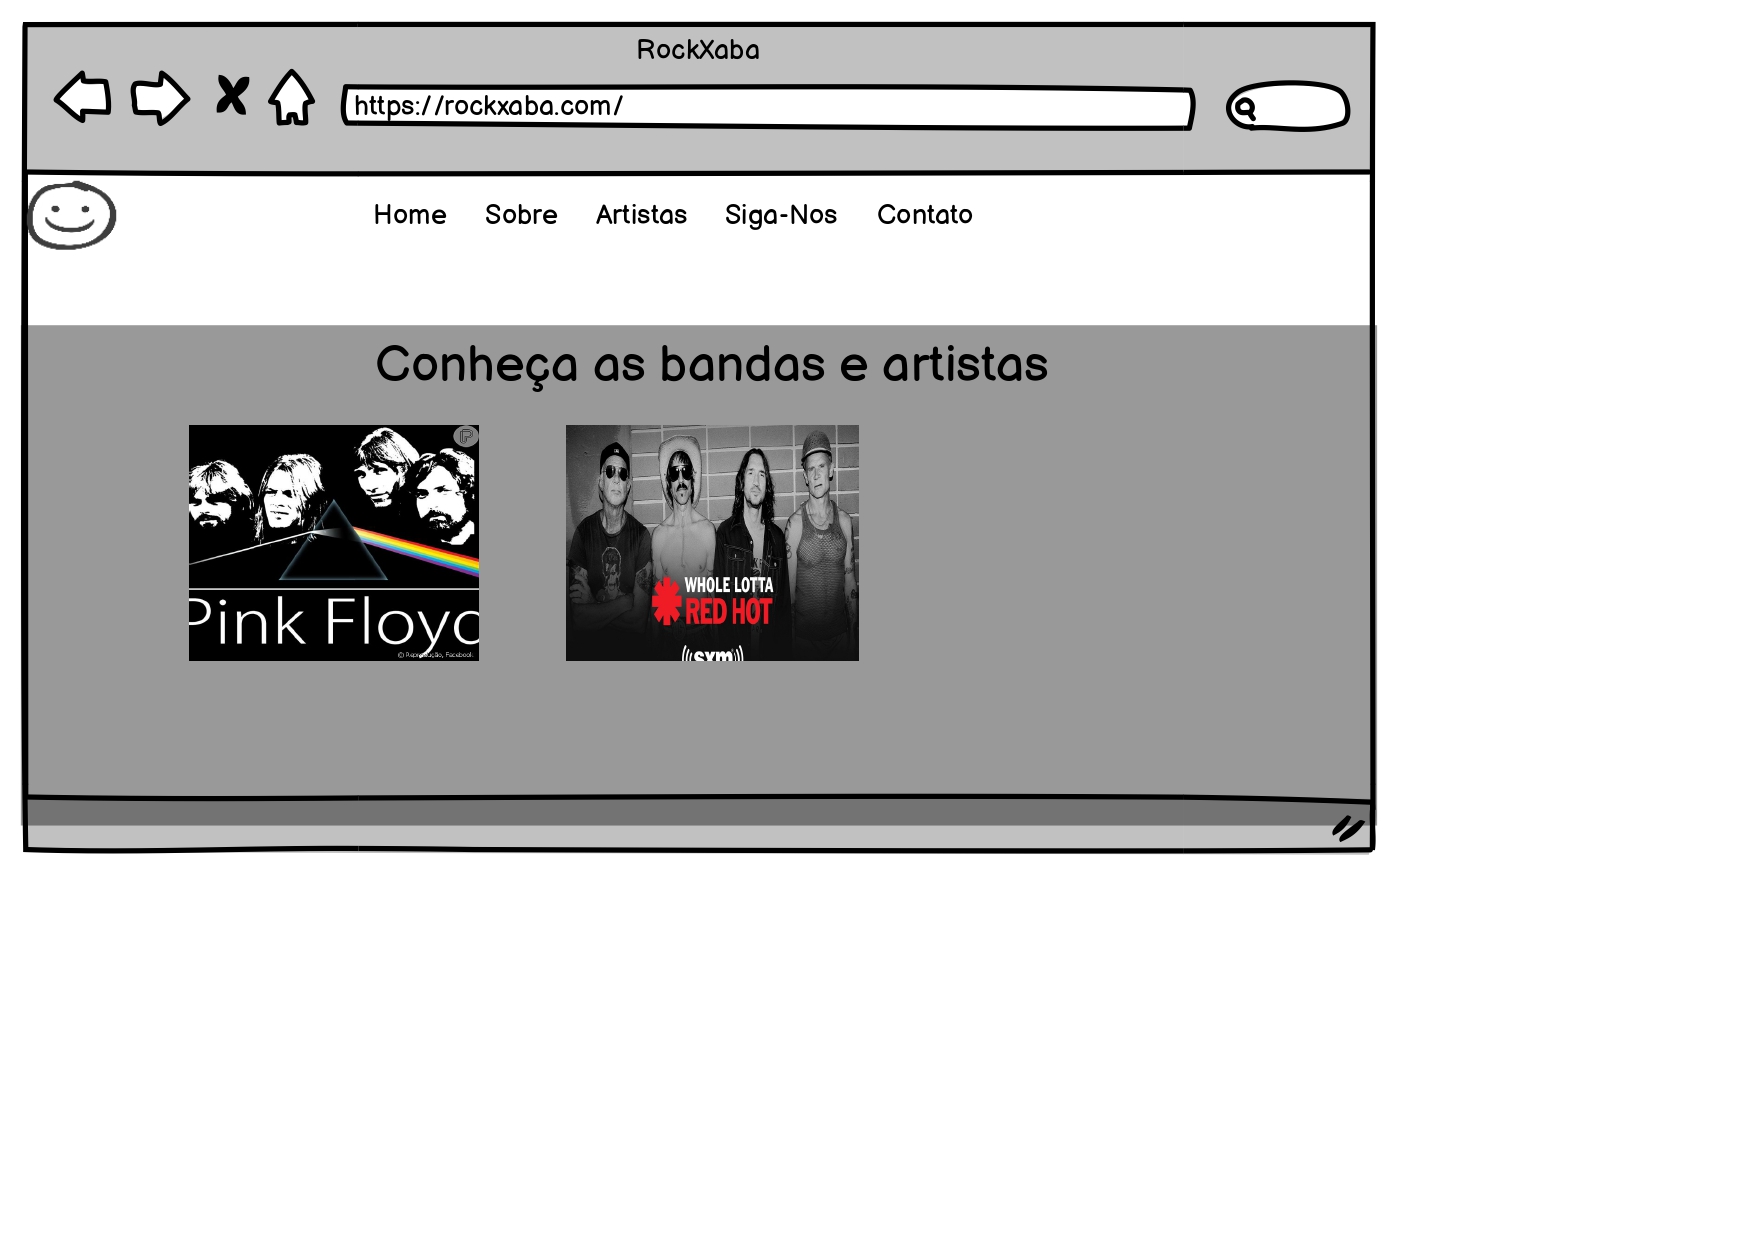 RockXaba
https://rockxaba.com/
Home Sobre Artistas Siga-Nos Contato
Conheça as bandas e artistas
Pink Floyd
© Reprodução, Facebook
WHOLE LOTTA
RED HOT
sxm